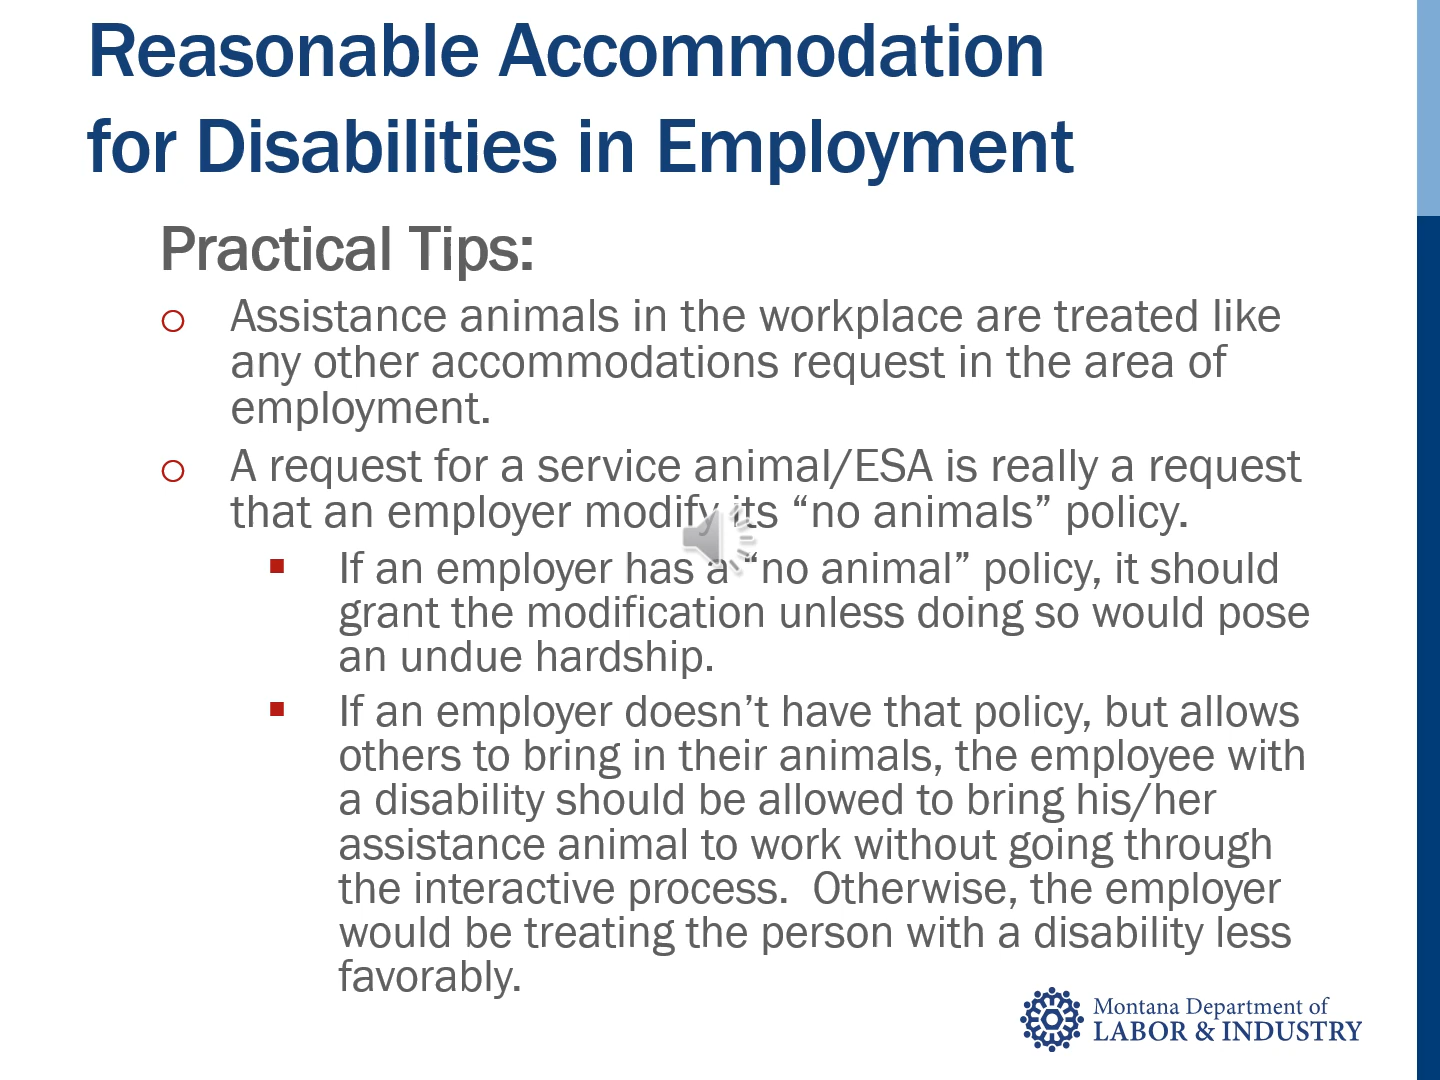 Reasonable Accommodation
for Disabilities in Employment
Practical Tips:
o Assistance animals in the workplace are treated like
any other accommodations request in the area of
employment.
o A request for a service animal/ESA is really a request
that an employer modify its “no animals” policy.
▪ If an employer has a “no animal” policy, it should
grant the modification unless doing so would pose
an undue hardship.
▪ If an employer doesn’t have that policy, but allows
others to bring in their animals, the employee with
a disability should be allowed to bring his/her
assistance animal to work without going through
the interactive process.  Otherwise, the employer
would be treating the person with a disability less
favorably.
Montana Department of
LABOR & INDUSTRY